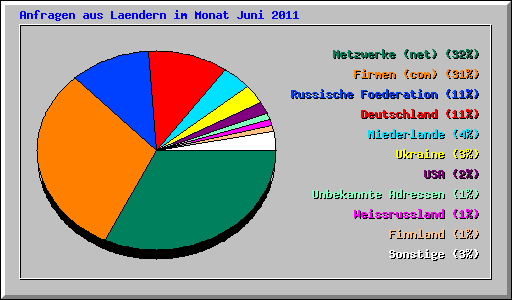 Anfragen aus Laendern im Monat Juni 2011
Netzwerke (net) (32%)
Firmen (com) (31%)
Russische Foederation (11%)
Deutschland (11%)
Niederlande (4%)
Ukraine (3%)
USA (2%)
Unbekannte Adressen (1%)
Weissrussland (1%)
Finnland (1%)
Sonstige (3%)